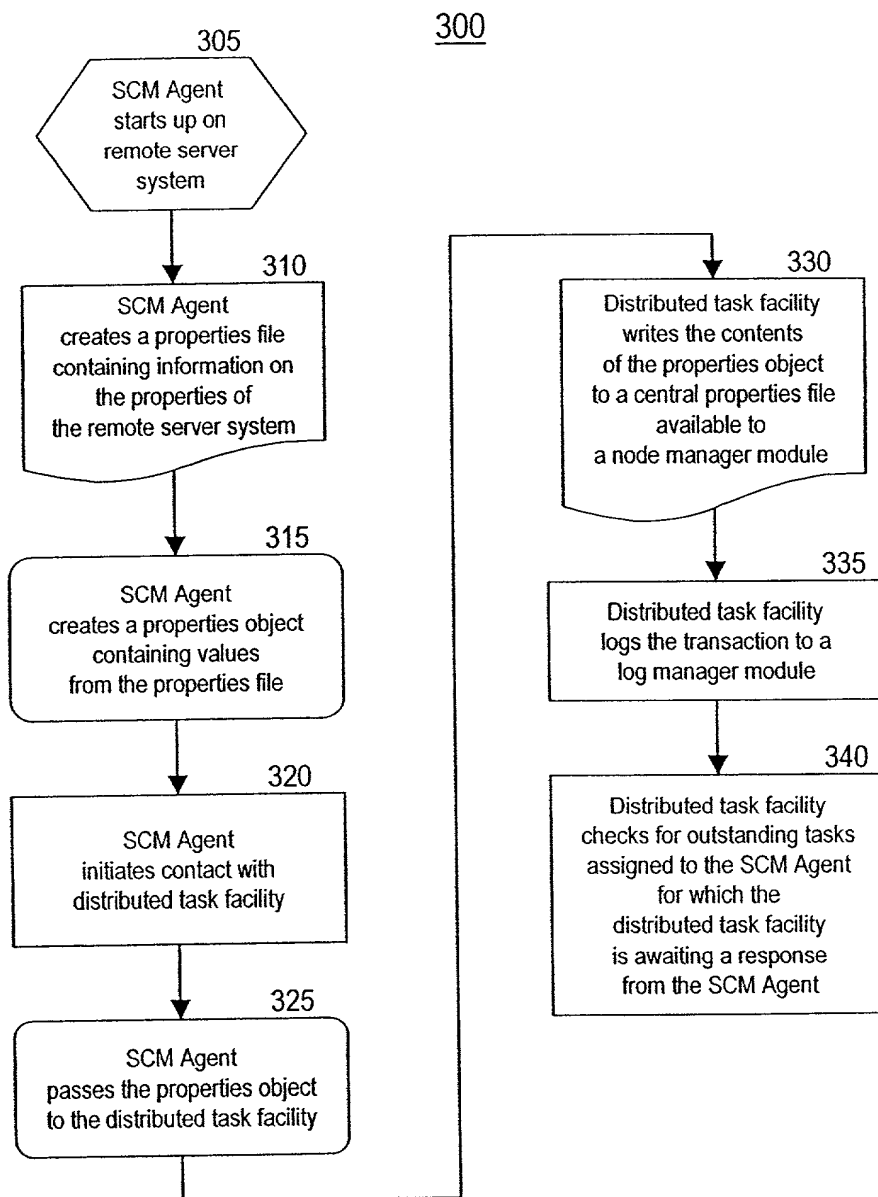 300
305
SCM Agent
starts up on
remote server
system
310
SCM Agent
creates a properties file
containing information on
the properties of
the remote server system
315
SCM Agent
creates a properties object
containing values
from the properties file
320
SCM Agent
initiates contact with
distributed task facility
325
SCM Agent
passes the properties object
to the distributed task facility
330
Distributed task facility
writes the contents
of the properties object
to a central properties file
available to
a node manager module
335
Distributed task facility
logs the transaction to a
log manager module
340
Distributed task facility
checks for outstanding tasks
assigned to the SCM Agent
for which the
distributed task facility
is awaiting a response
from the SCM Agent